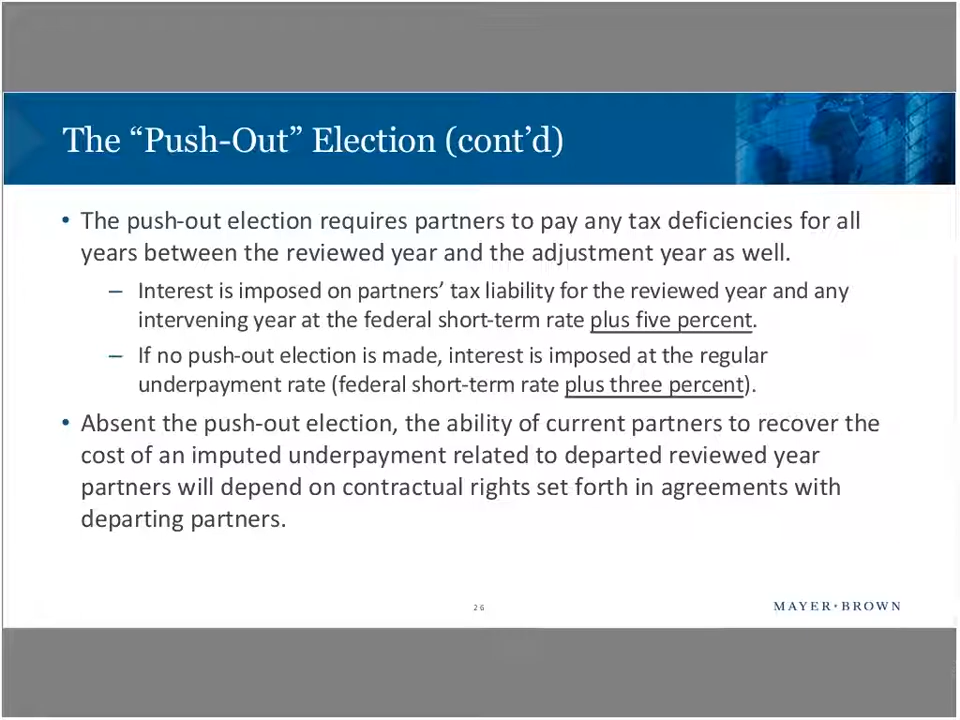 The “Push-Out” Election (cont’d)
• The push-out election requires partners to pay any tax deficiencies for all
years between the reviewed year and the adjustment year as well.
– Interest is imposed on partners’ tax liability for the reviewed year and any
intervening year at the federal short-term rate plus five percent.
– If no push-out election is made, interest is imposed at the regular
underpayment rate (federal short-term rate plus three percent).
• Absent the push-out election, the ability of current partners to recover the
cost of an imputed underpayment related to departed reviewed year
partners will depend on contractual rights set forth in agreements with
departing partners.
26
MAYER•BROWN